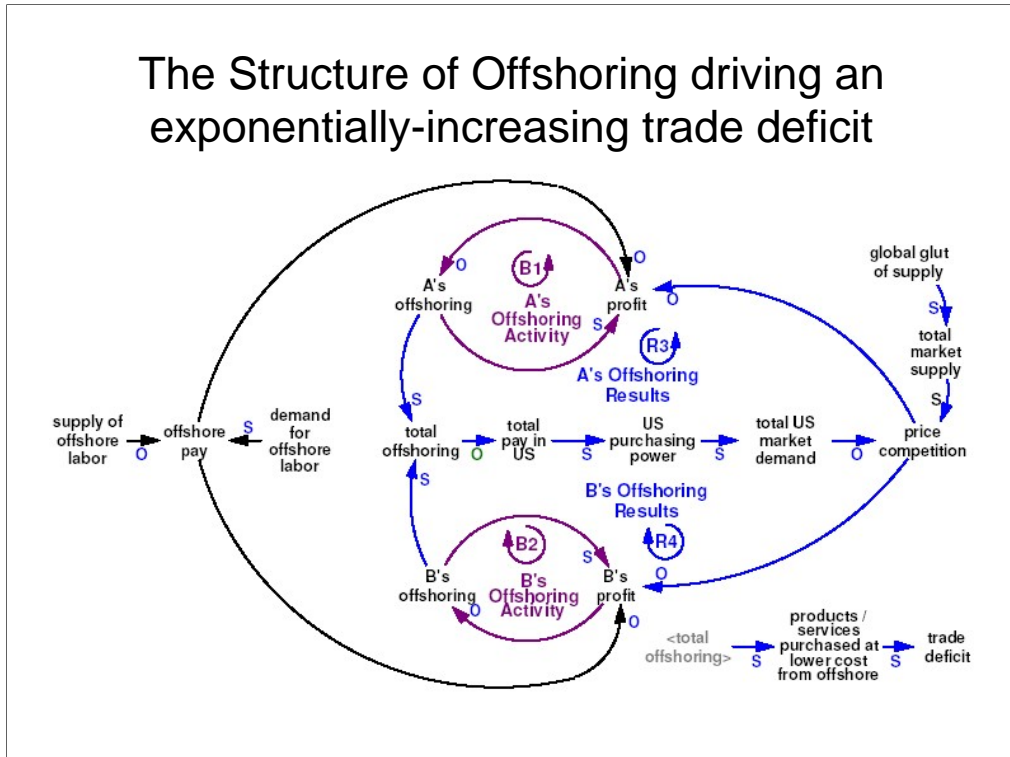 The Structure of Offshoring driving an
exponentially-increasing trade deficit
O
B1
O
A's
offshoring
A's
Offshoring
Activity
S
A's
profit
O
global glut
of supply
S
total
market
supply
S
R3
A's Offshoring
Results
S
supply of
offshore
labor
O
offshore
pay
S
demand
for
offshore
labor
total
offshoring
O
total
pay in
US
S
US
purchasing
power
S
total US
market
demand
O
price
competition
S
B's Offshoring
Results
R4
B2
S
O
B's
offshoring
O
B's
Offshoring
Activity
B's
profit
O
<total
offshoring>
S
products /
services
purchased at
lower cost
from offshore
S
trade
deficit